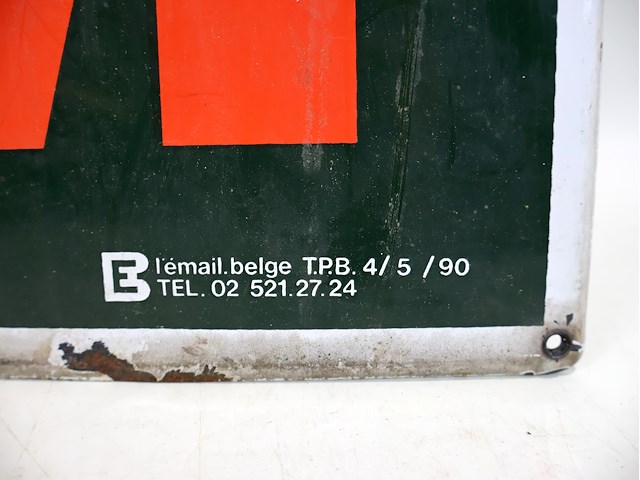 E l'émail.belge T.P.B. 4/ 5 /90
TEL. 02 521.27.24